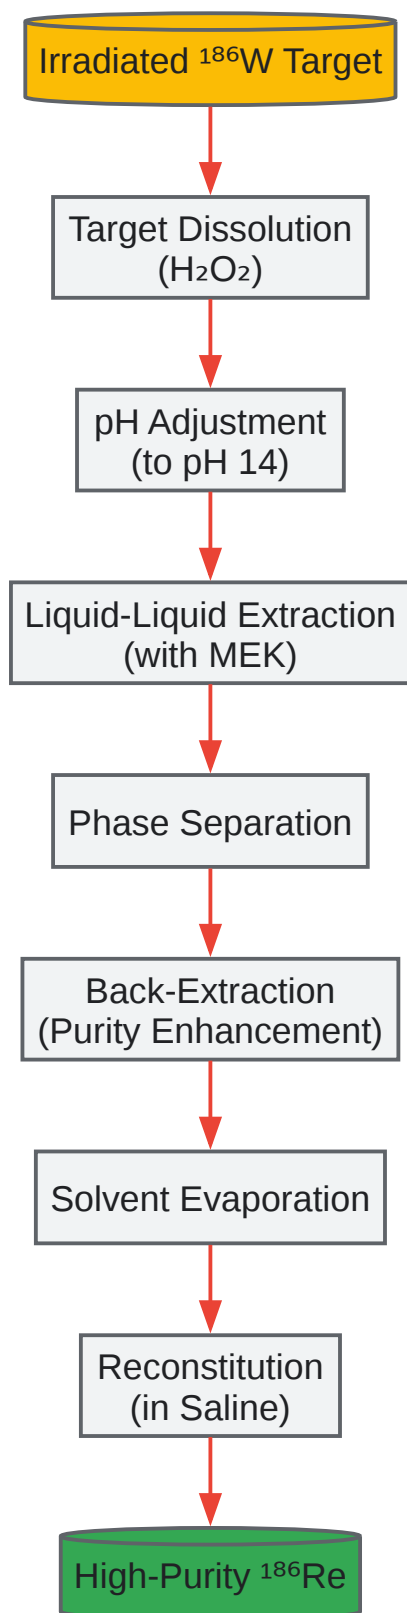 Irradiated ¹⁸⁶W Target
Target Dissolution
(H₂O₂)
pH Adjustment
(to pH 14)
Liquid-Liquid Extraction
(with MEK)
Phase Separation
Back-Extraction
(Purity Enhancement)
Solvent Evaporation
Reconstitution
(in Saline)
High-Purity ¹⁸⁶Re